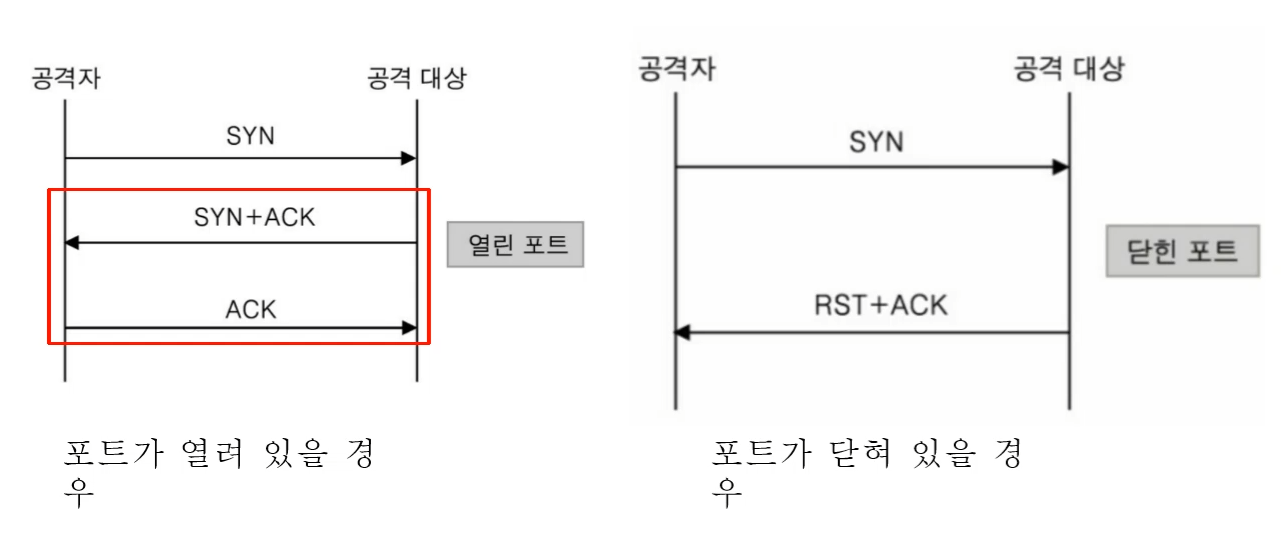 공격자
공격 대상
SYN
SYN+ACK
열린 포트
ACK
포트가 열려 있을 경
우
공격자
공격 대상
SYN
닫힌 포트
RST+ACK
포트가 닫혀 있을 경
우